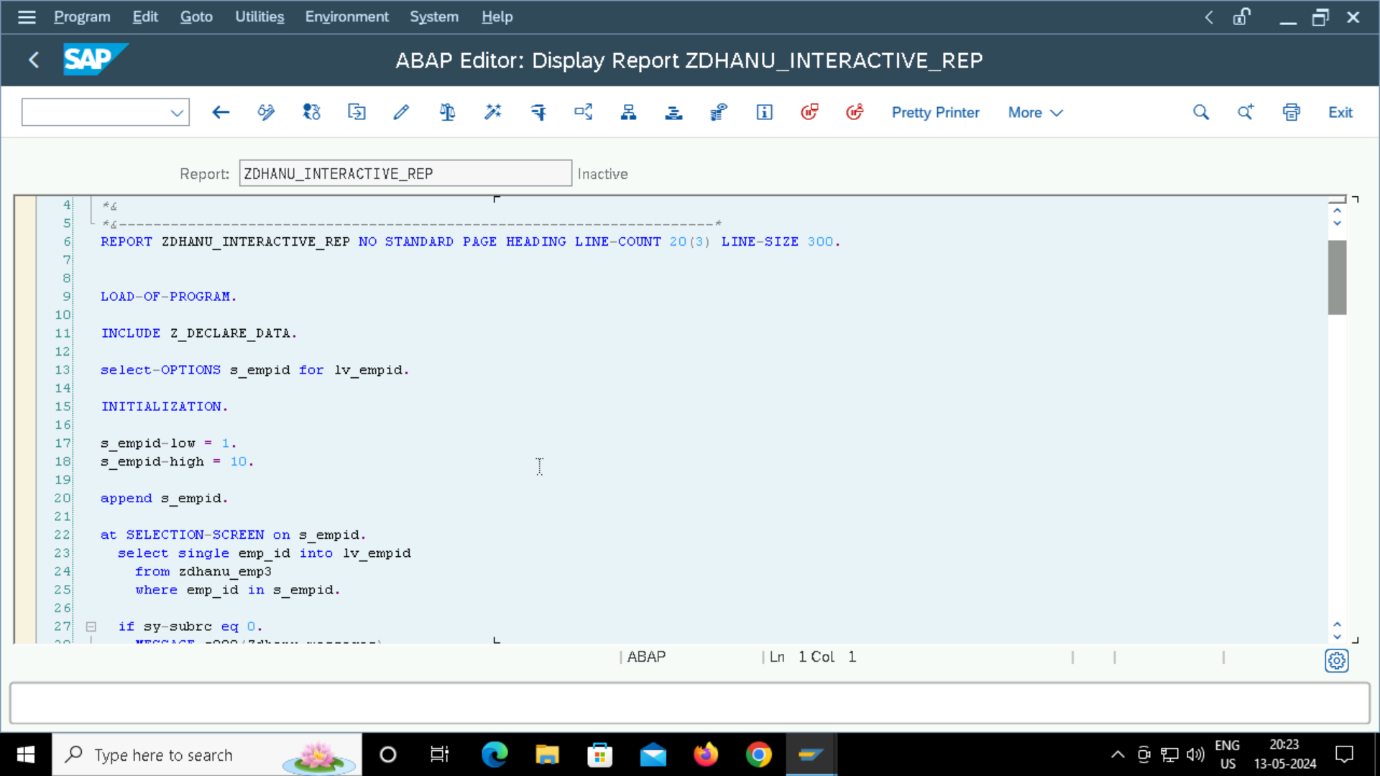 Program Edit Goto Utilities Environment System Help
SAP ABAP Editor: Display Report ZDHANU_INTERACTIVE_REP
Pretty Printer More Exit
Report: ZDHANU_INTERACTIVE_REP Inactive
4 *&
5 *&---------------------------------------------------------------------*
6 REPORT ZDHANU_INTERACTIVE_REP NO STANDARD PAGE HEADING LINE-COUNT 20(3) LINE-SIZE 300.
7
8
9 LOAD-OF-PROGRAM.
10
11 INCLUDE Z_DECLARE_DATA.
12
13 select-OPTIONS s_empid for lv_empid.
14
15 INITIALIZATION.
16
17 s_empid-low = 1.
18 s_empid-high = 10.
19
20 append s_empid.
21
22 at SELECTION-SCREEN on s_empid.
23 select single emp_id into lv_empid
24 from zdhanu_emp3
25 where emp_id in s_empid.
26
27 if sy-subrc eq 0.
ABAP Ln 1 Col 1
Type here to search
ENG US 20:23 13-05-2024